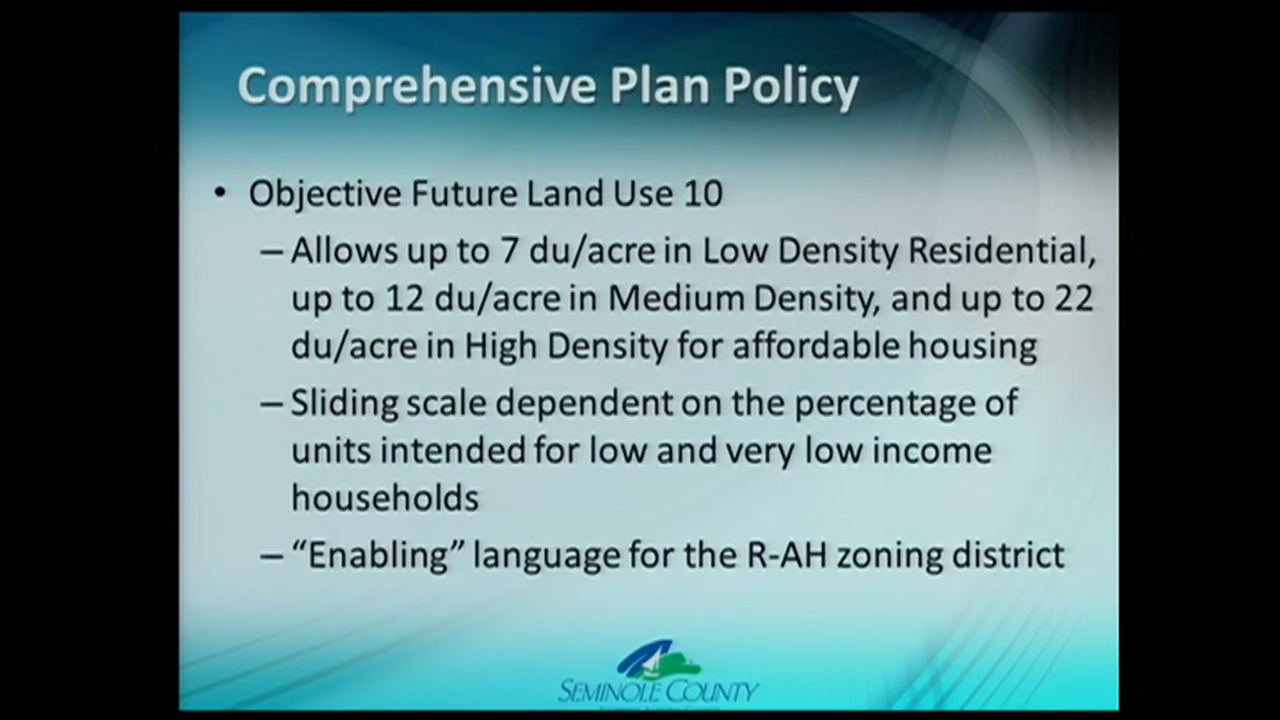 Comprehensive Plan Policy
• Objective Future Land Use 10
– Allows up to 7 du/acre in Low Density Residential,
up to 12 du/acre in Medium Density, and up to 22
du/acre in High Density for affordable housing
– Sliding scale dependent on the percentage of
units intended for low and very low income
households
– “Enabling” language for the R-AH zoning district
SEMINOLE COUNTY